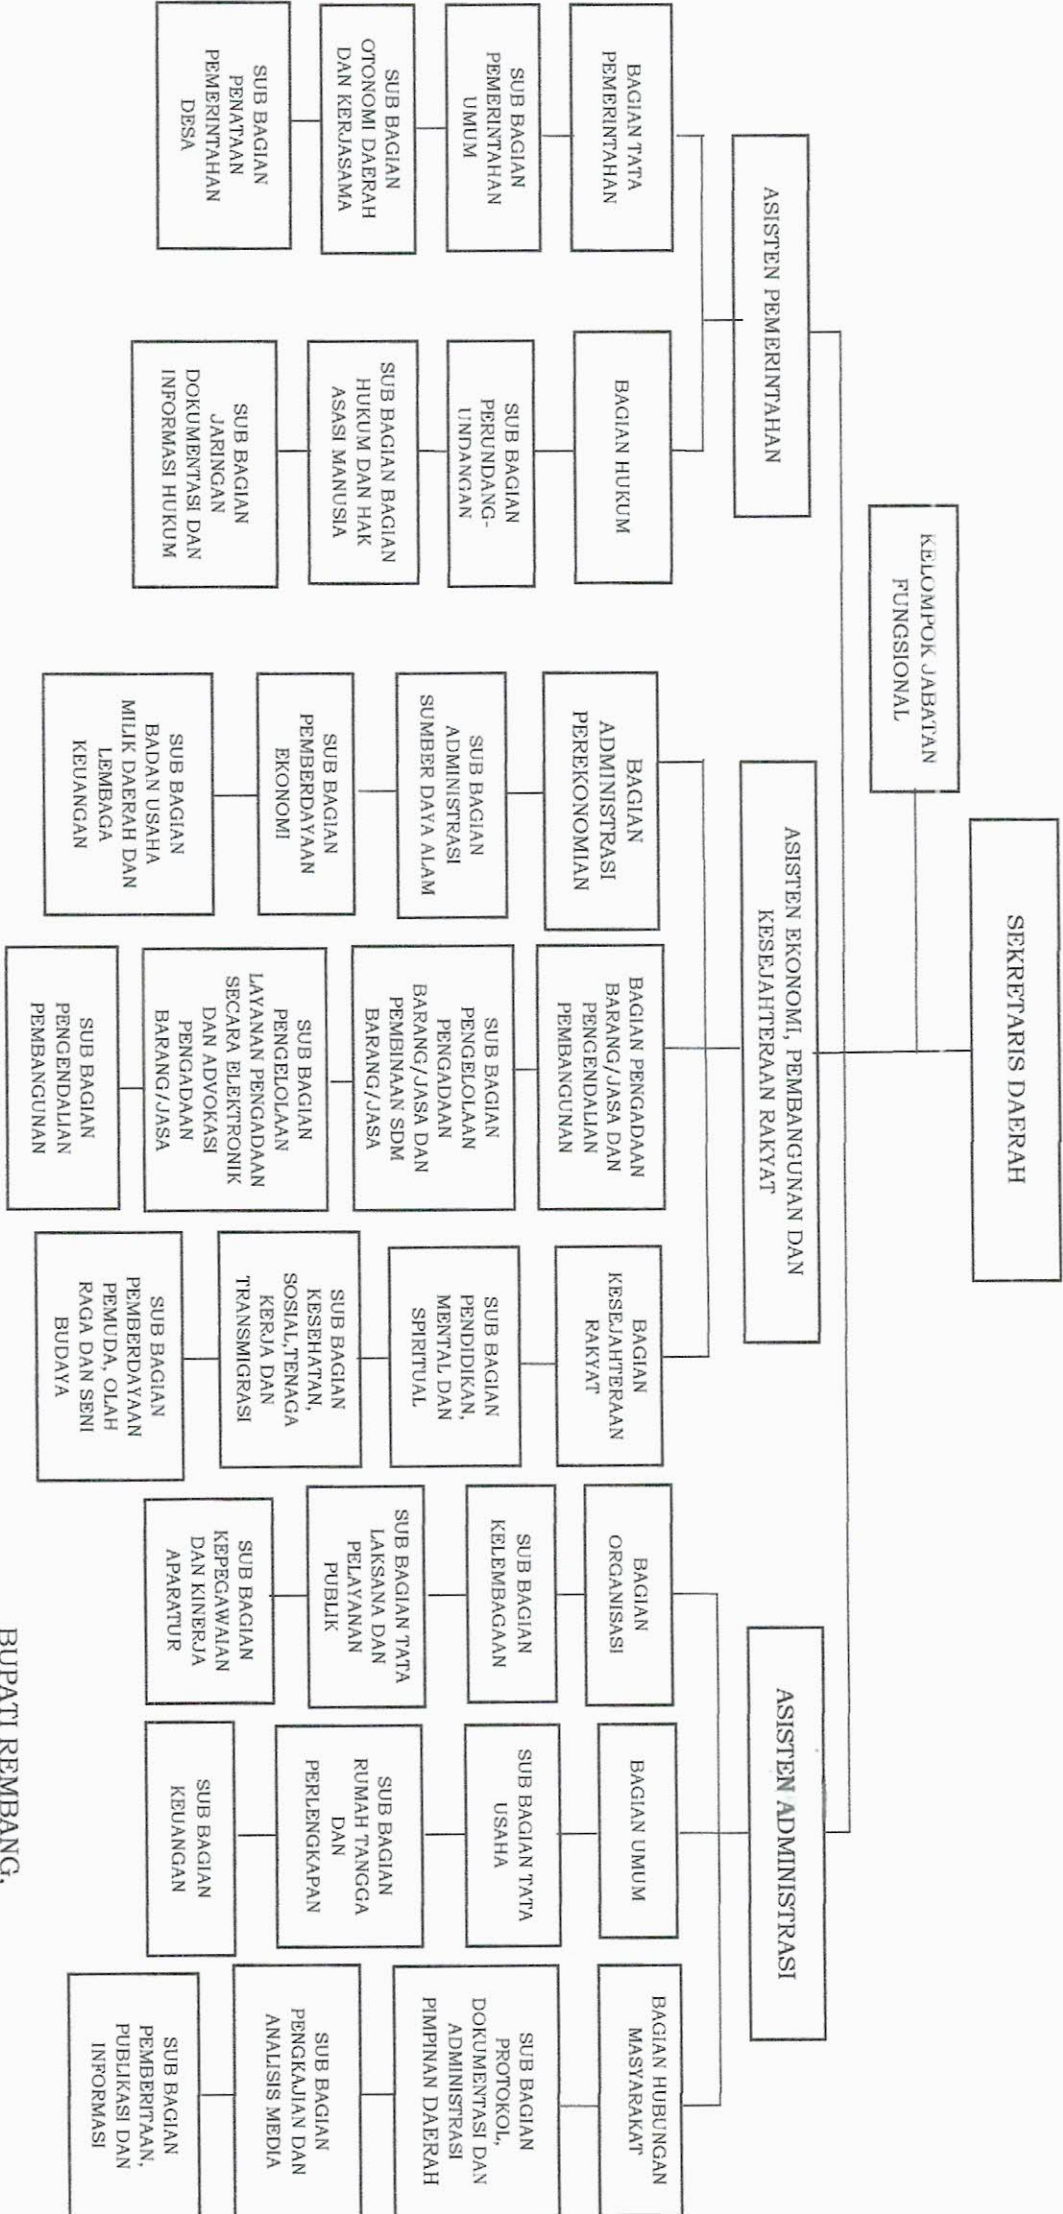 SEKRETARIS DAERAH
KELOMPOK JABATAN
FUNGSIONAL
ASISTEN PEMERINTAHAN
ASISTEN EKONOMI, PEMBANGUNAN DAN
KESEJAHTERAAN RAKYAT
ASISTEN ADMINISTRASI
BAGIAN TATA
PEMERINTAHAN
SUB BAGIAN
PEMERINTAHAN
UMUM
SUB BAGIAN
OTONOMI DAERAH
DAN KERJASAMA
SUB BAGIAN
PENATAAN
PEMERINTAHAN
DESA
BAGIAN HUKUM
SUB BAGIAN
PERUNDANG-
UNDANGAN
SUB BAGIAN BAGIAN
HUKUM DAN HAK
ASASI MANUSIA
SUB BAGIAN
JARINGAN
DOKUMENTASI DAN
INFORMASI HUKUM
BAGIAN
ADMINISTRASI
PEREKONOMIAN
SUB BAGIAN
ADMINISTRASI
SUMBER DAYA ALAM
SUB BAGIAN
PEMBERDAYAAN
EKONOMI
SUB BAGIAN
BADAN USAHA
MILIK DAERAH DAN
LEMBAGA
KEUANGAN
BAGIAN PENGADAAN
BARANG/JASA DAN
PENGENDALIAN
PEMBANGUNAN
SUB BAGIAN
PENGELOLAAN
PENGADAAN
BARANG/JASA DAN
PEMBINAAN SDM
BARANG/JASA
SUB BAGIAN
PENGELOLAAN
LAYANAN PENGADAAN
SECARA ELEKTRONIK
DAN ADVOKASI
PENGADAAN
BARANG/JASA
SUB BAGIAN
PENGENDALIAN
PEMBANGUNAN
BAGIAN
KESEJAHTERAAN
RAKYAT
SUB BAGIAN
PENDIDIKAN,
MENTAL DAN
SPIRITUAL
SUB BAGIAN
KESEHATAN,
SOSIAL,TENAGA
KERJA DAN
TRANSMIGRASI
SUB BAGIAN
PEMBERDAYAAN
PEMUDA, OLAH
RAGA DAN SENI
BUDAYA
BAGIAN
ORGANISASI
SUB BAGIAN
KELEMBAGAAN
SUB BAGIAN TATA
LAKSANA DAN
PELAYANAN
PUBLIK
SUB BAGIAN
KEPEGAWAIAN
DAN KINERJA
APARATUR
BAGIAN UMUM
SUB BAGIAN TATA
USAHA
SUB BAGIAN
RUMAH TANGGA
DAN
PERLENGKAPAN
SUB BAGIAN
KEUANGAN
BAGIAN HUBUNGAN
MASYARAKAT
SUB BAGIAN
PROTOKOL,
DOKUMENTASI DAN
ADMINISTRASI
PIMPINAN DAERAH
SUB BAGIAN
PENGKAJIAN DAN
ANALISIS MEDIA
SUB BAGIAN
PEMBERITAAN,
PUBLIKASI DAN
INFORMASI
BUPATI REMBANG,